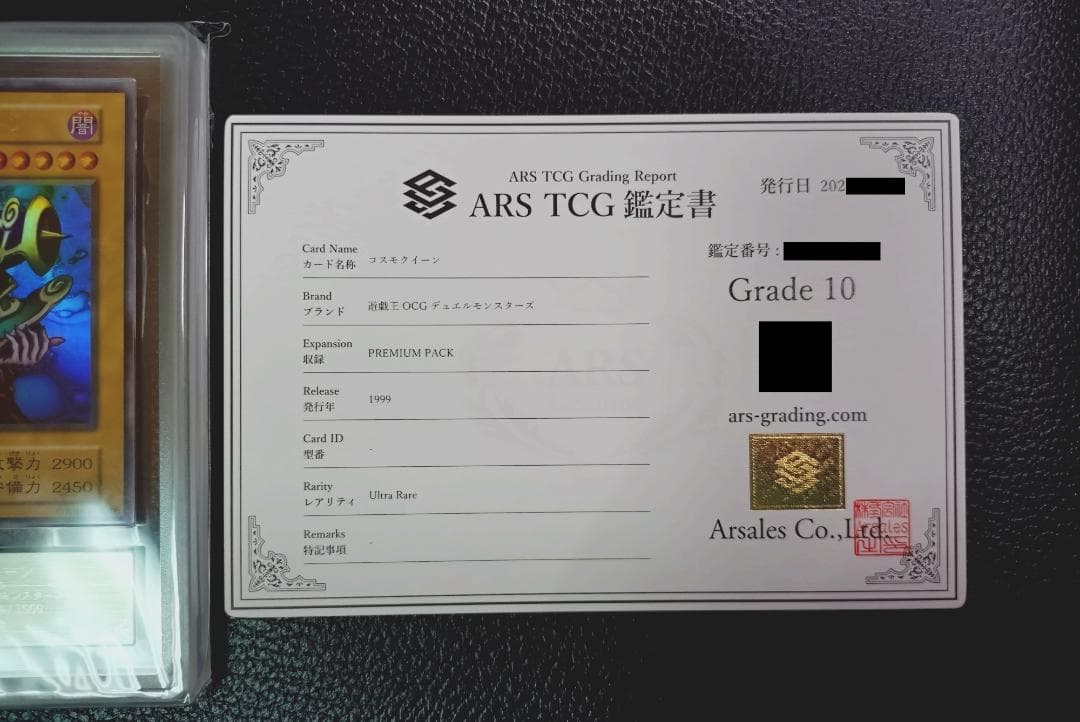 闇
攻撃力 2900
守備力 2450
1999
ARS TCG Grading Report
ARS TCG 鑑定書
発行日 202
鑑定番号 :
Grade 10
ars-grading.com
Arsales Co.,Ltd.
Card Name
カード名称 コスモクイーン
Brand
ブランド 遊戯王 OCG デュエルモンスターズ
Expansion
収録 PREMIUM PACK
Release
発行年 1999
Card ID
型番 -
Rarity
レアリティ Ultra Rare
Remarks
特記事項 -